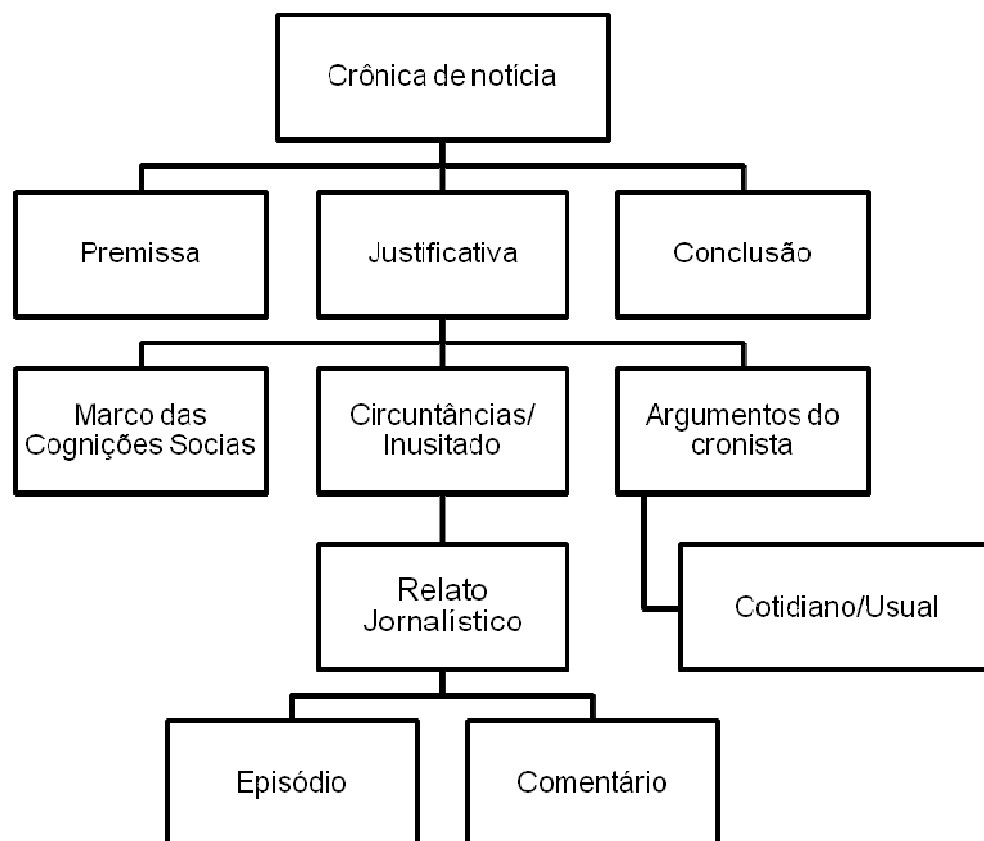 Crônica de notícia
Premissa
Justificativa
Conclusão
Marco das
Cognições Socias
Circuntâncias/
Inusitado
Argumentos do
cronista
Relato
Jornalístico
Cotidiano/Usual
Episódio
Comentário